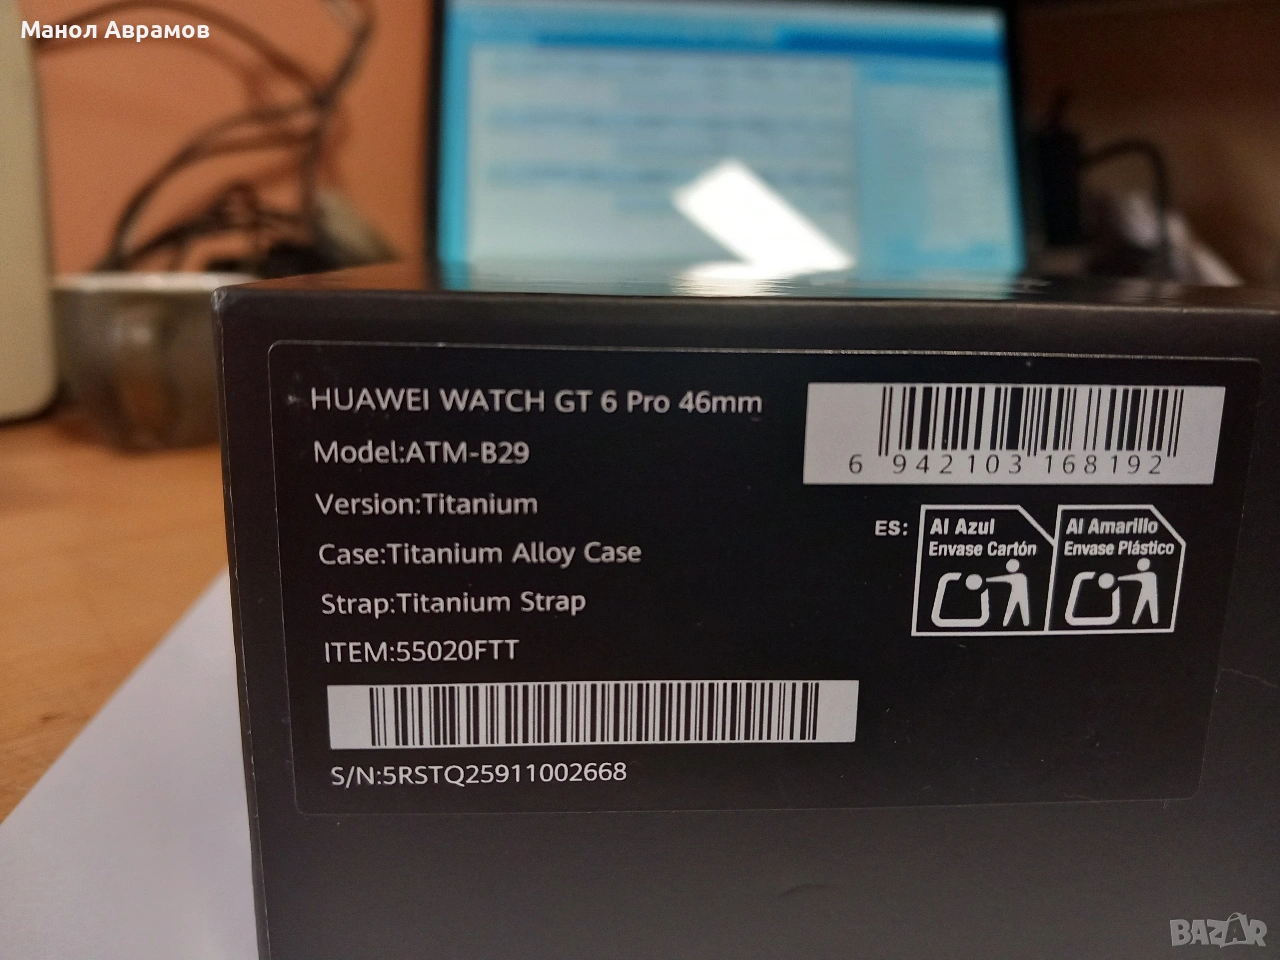 Манол Аврамов
HUAWEI WATCH GT 6 Pro 46mm
Model:ATM-B29
Version:Titanium
Case:Titanium Alloy Case
Strap:Titanium Strap
ITEM:55020FTT
S/N:5RSTQ25911002668
6 942103 168192
ES:
Al Azul
Envase Cartón
Al Amarillo
Envase Plástico
BAZAR